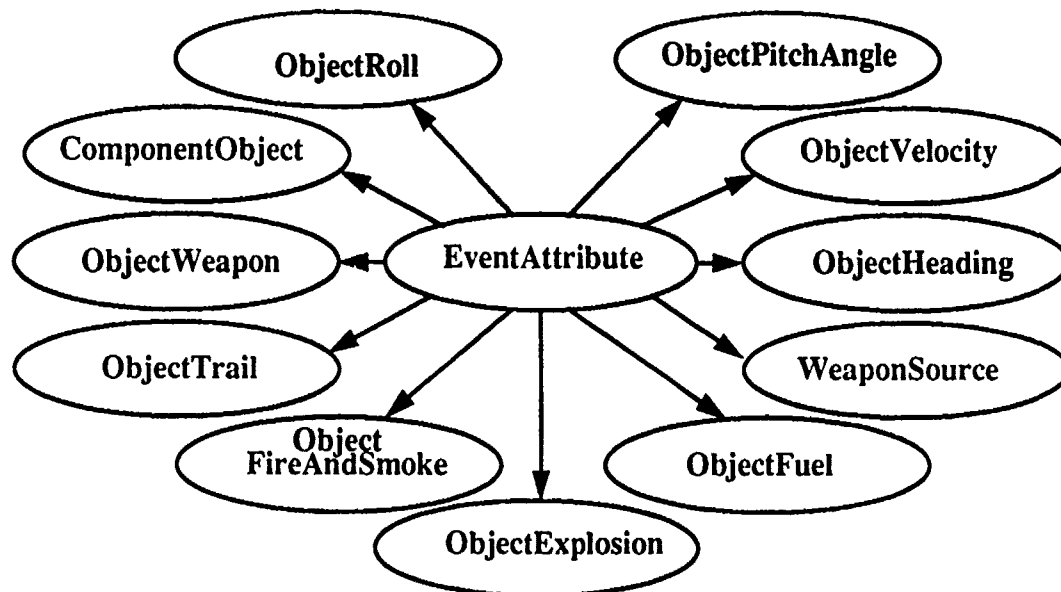 ObjectRoll
ObjectPitchAngle
ComponentObject
ObjectVelocity
ObjectWeapon
EventAttribute
ObjectHeading
ObjectTrail
WeaponSource
Object
FireAndSmoke
ObjectFuel
ObjectExplosion